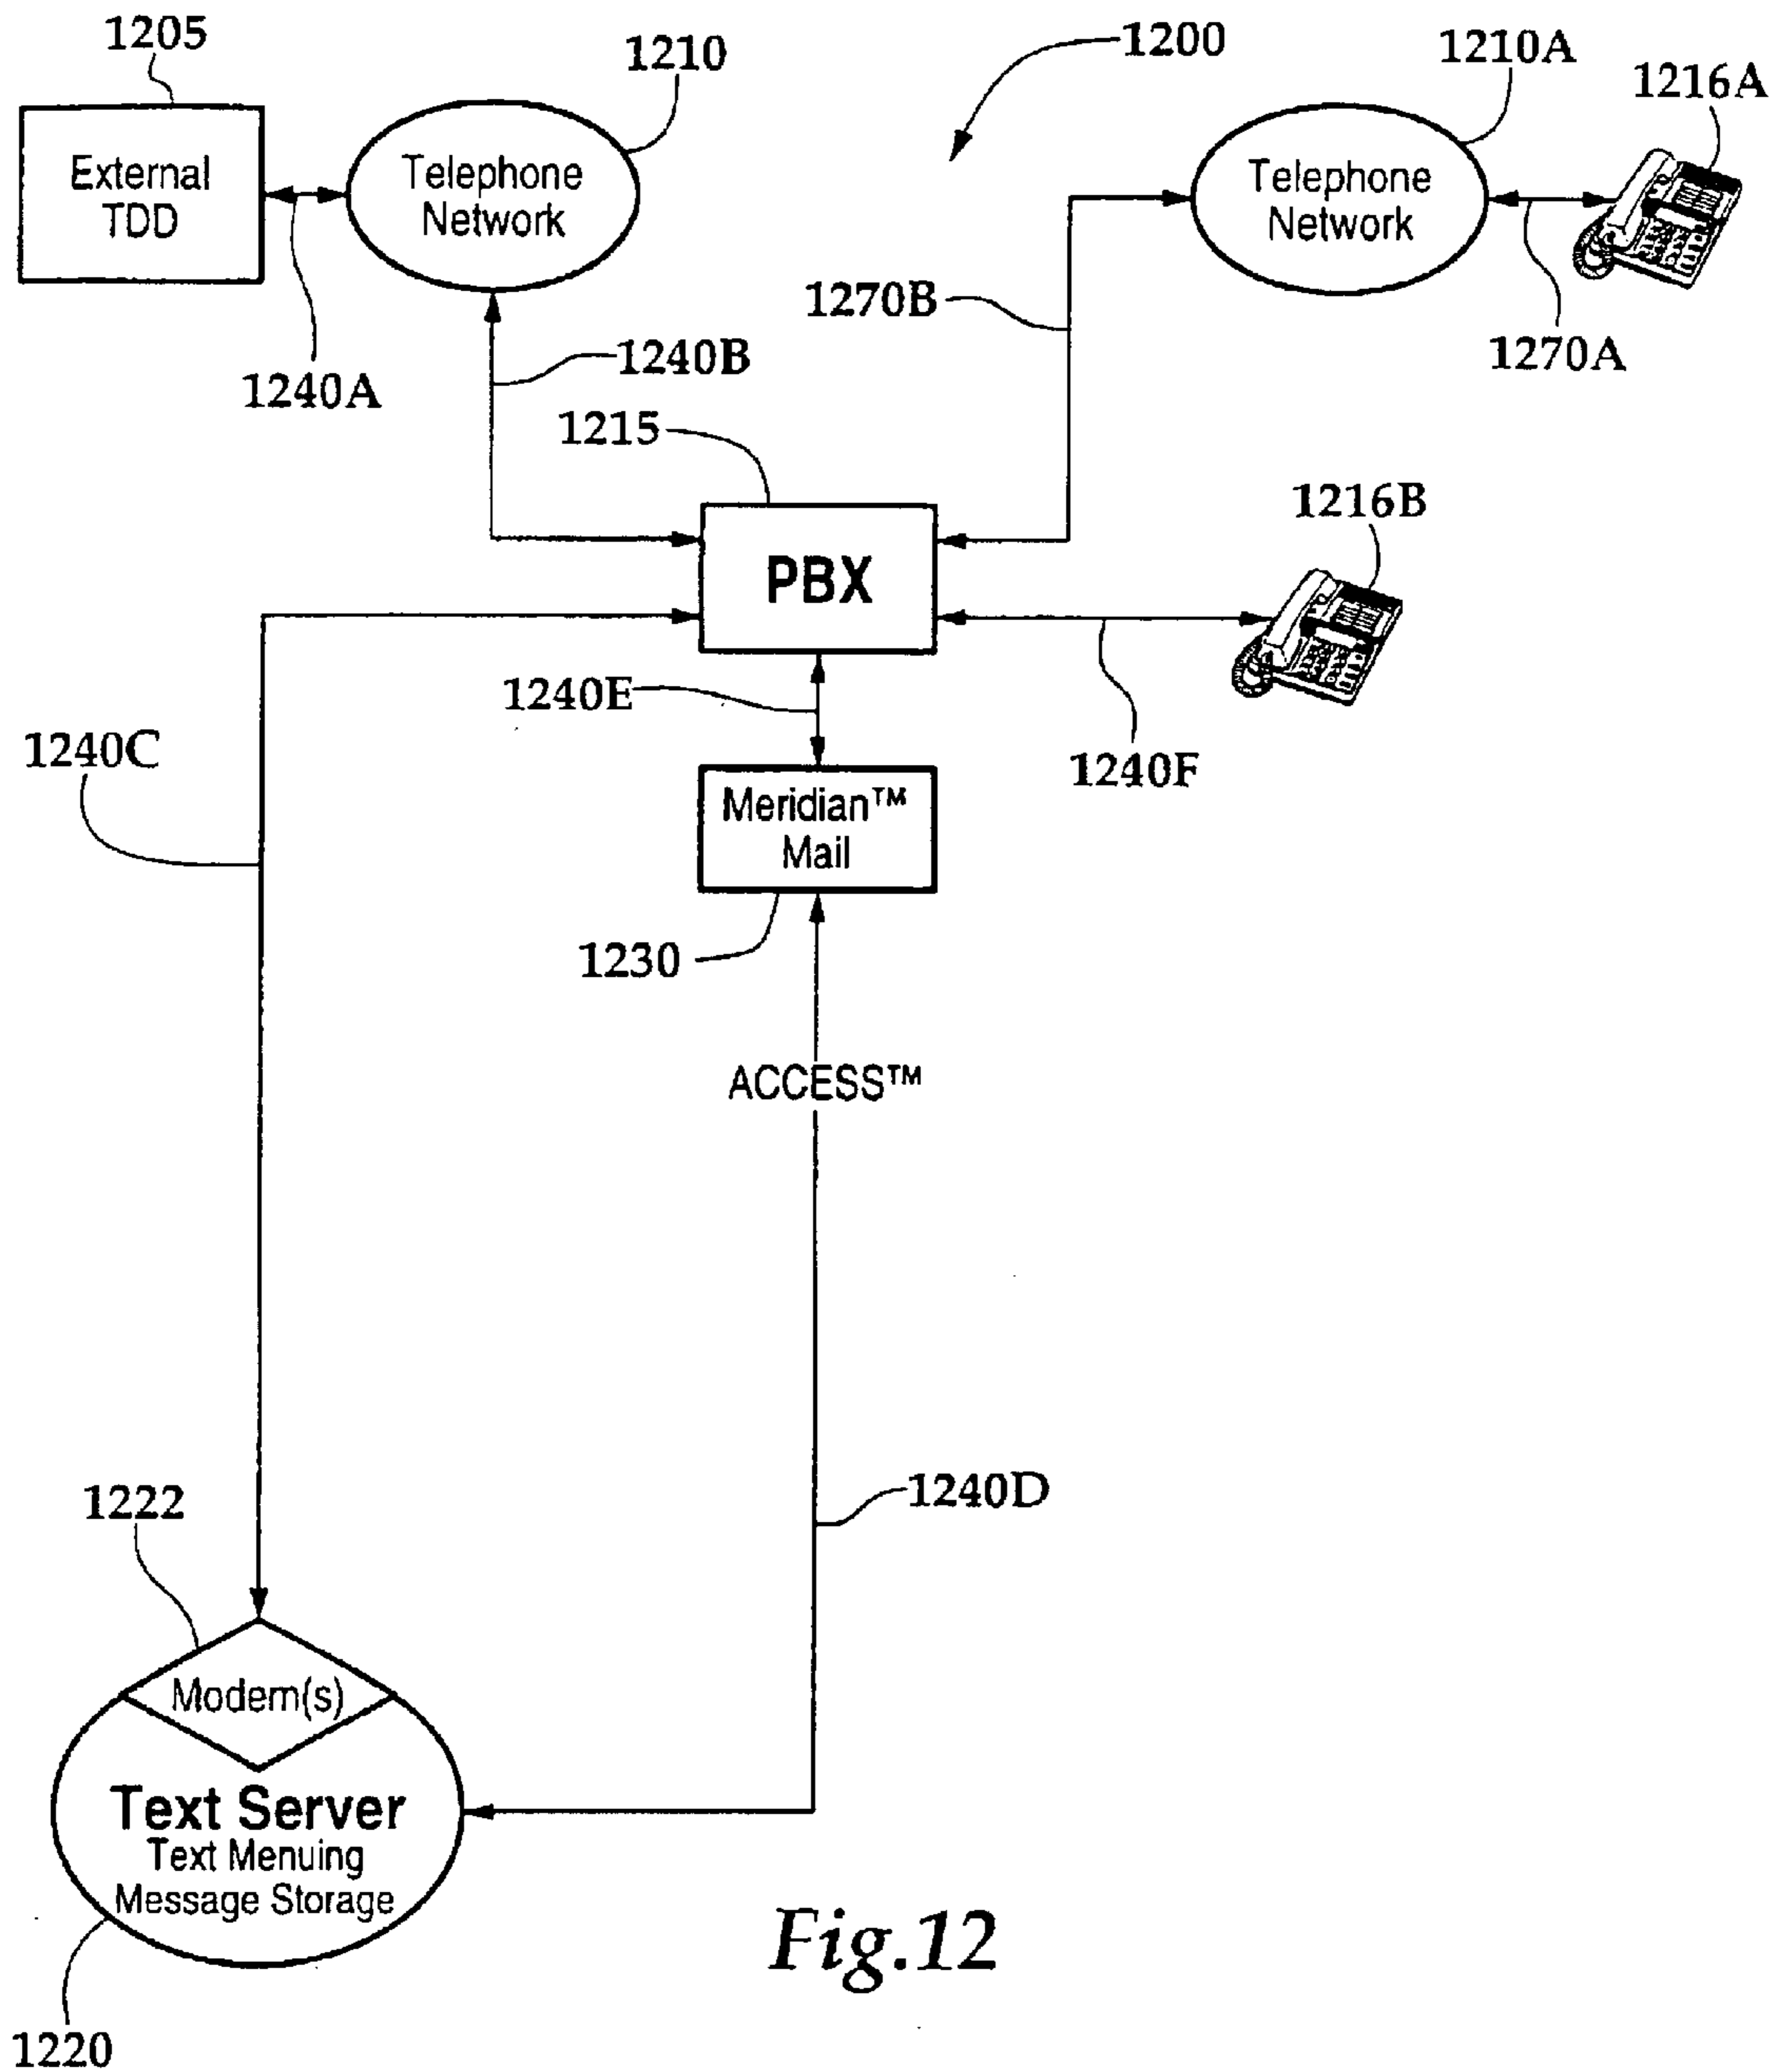 1205
1210
1200
1210A
1216A
External
TDD
Telephone
Network
Telephone
Network
1270B
1270A
1240A
1240B
1215
1216B
PBX
1240E
1240C
1240F
Meridian™
Mail
1230
ACCESS™
1240D
1222
Modem(s)
Text Server
Text Menuing
Message Storage
Fig.12
1220